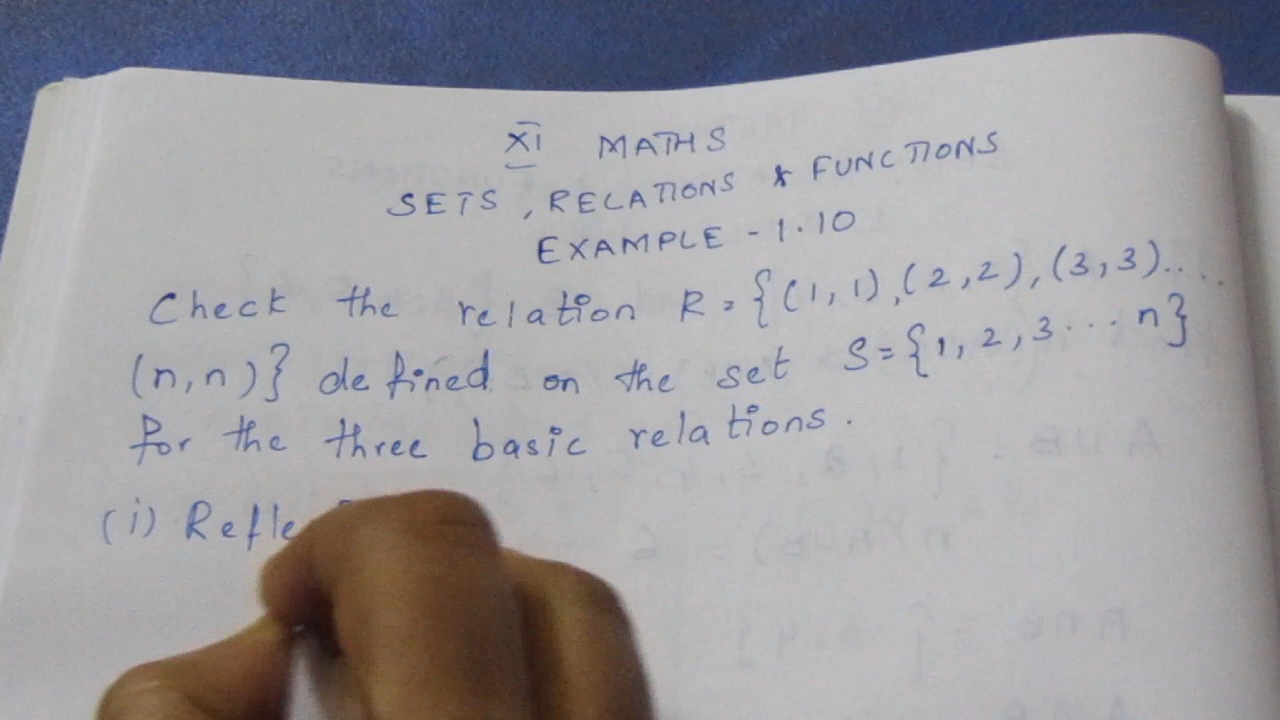 XI MATHS
SETS, RELATIONS & FUNCTIONS
EXAMPLE - 1.10
Check the relation R = {(1,1),(2,2),(3,3)....
(n,n)} defined on the set S={1,2,3...n}
for the three basic relations.
(i) Refle